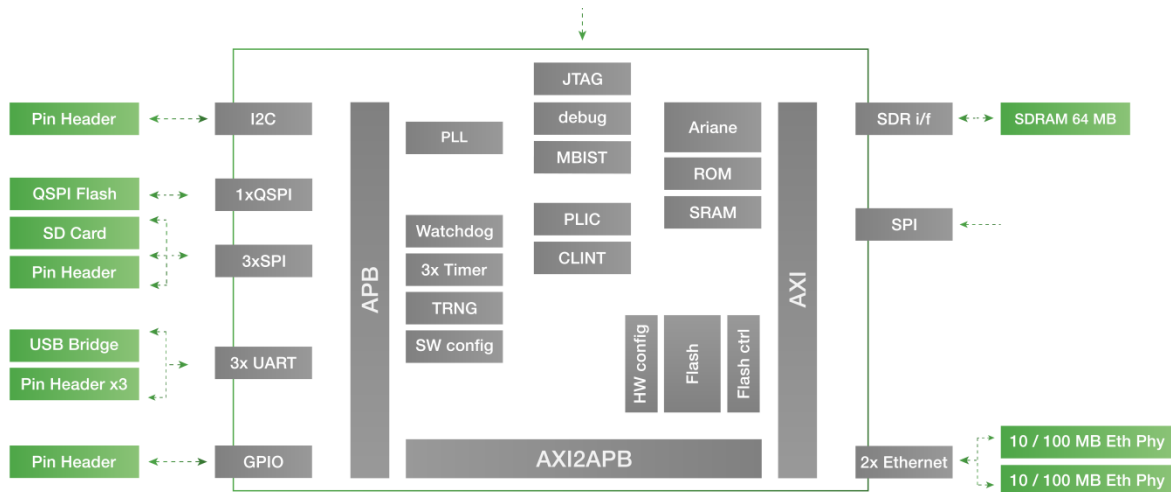 JTAG
Pin Header
I2C
debug
Ariane
SDR i/f
SDRAM 64 MB
PLL
MBIST
ROM
QSPI Flash
1xQSPI
SD Card
Pin Header
3xSPI
Watchdog
3x Timer
TRNG
SW config
PLIC
CLINT
SRAM
SPI
APB
AXI
USB Bridge
Pin Header x3
3x UART
HW config
Flash
Flash ctrl
Pin Header
GPIO
AXI2APB
2x Ethernet
10 / 100 MB Eth Phy
10 / 100 MB Eth Phy